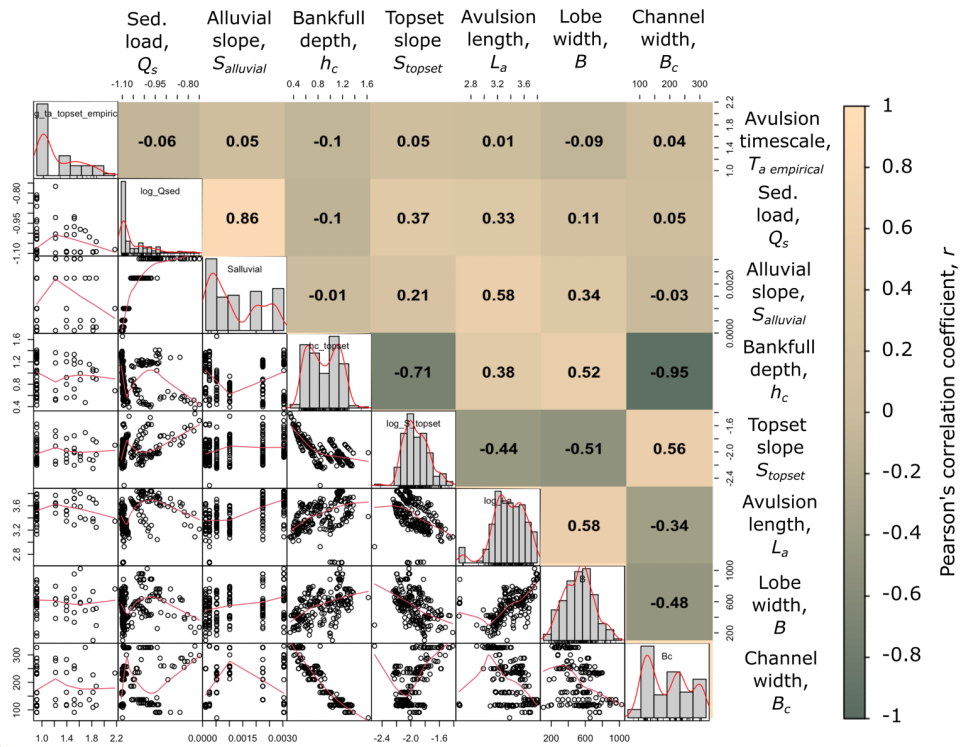 Sed. load, Qs
Alluvial slope, Salluvial
Bankfull depth, hc
Topset slope Stopset
Avulsion length, La
Lobe width, B
Channel width, Bc
-1.10 -0.95 -0.80
0.4 0.8 1.2 1.6
2.8 3.2 3.6
100 200 300
g_ta_topset_empiric
-0.06 0.05 -0.1 0.05 0.01 -0.09 0.04
1.0 1.4 1.8 2.2
Avulsion timescale, Ta empirical
-1.10 -0.95 -0.80
log_Qsed
0.86 -0.1 0.37 0.33 0.11 0.05
Sed. load, Qs
Salluvial
-0.01 0.21 0.58 0.34 -0.03
0.0000 0.0020
Alluvial slope, Salluvial
0.4 0.8 1.2 1.6
hc_topset
-0.71 0.38 0.52 -0.95
Bankfull depth, hc
log_S_topset
-0.44 -0.51 0.56
-2.4 -2.0 -1.6
Topset slope Stopset
2.8 3.2 3.6
0.58 -0.34
Avulsion length, La
B
-0.48
200 600 1000
Lobe width, B
100 200 300
Bc
Channel width, Bc
1.0 1.4 1.8 2.2
0.0000 0.0015 0.0030
-2.4 -2.0 -1.6
200 600 1000
1
0.8
0.6
0.4
0.2
0
-0.2
-0.4
-0.6
-0.8
-1
Pearson's correlation coefficient, r